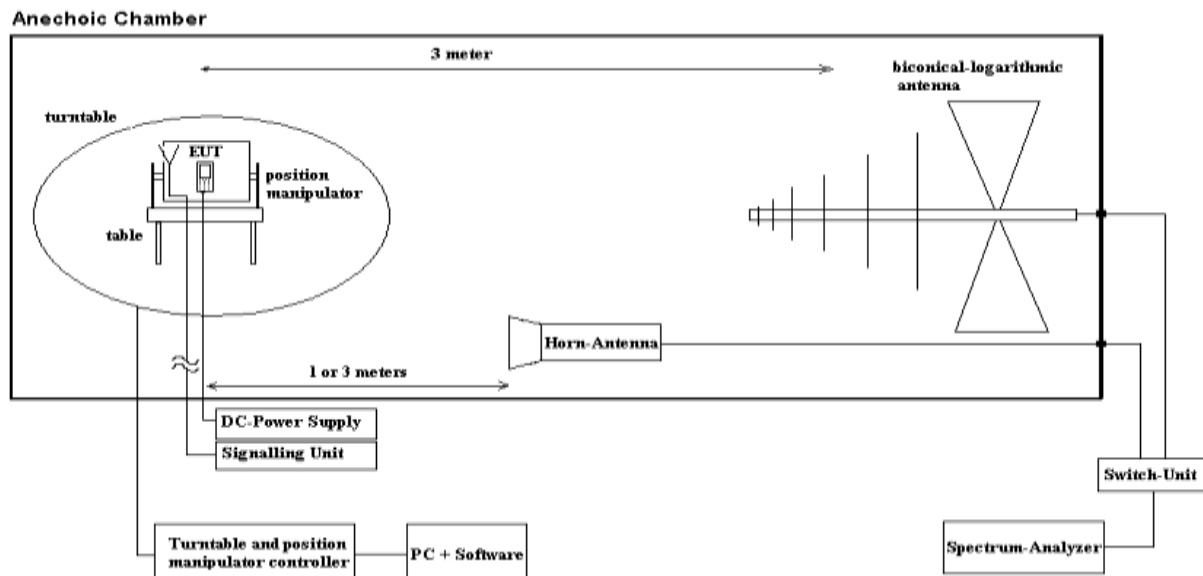 Anechoic Chamber
3 meter
biconical-logarithmic
antenna
turntable
EUT
position
manipulator
table
Horn-Antenna
1 or 3 meters
DC-Power Supply
Signalling Unit
Switch-Unit
Turntable and position
manipulator controller
PC + Software
Spectrum-Analyzer